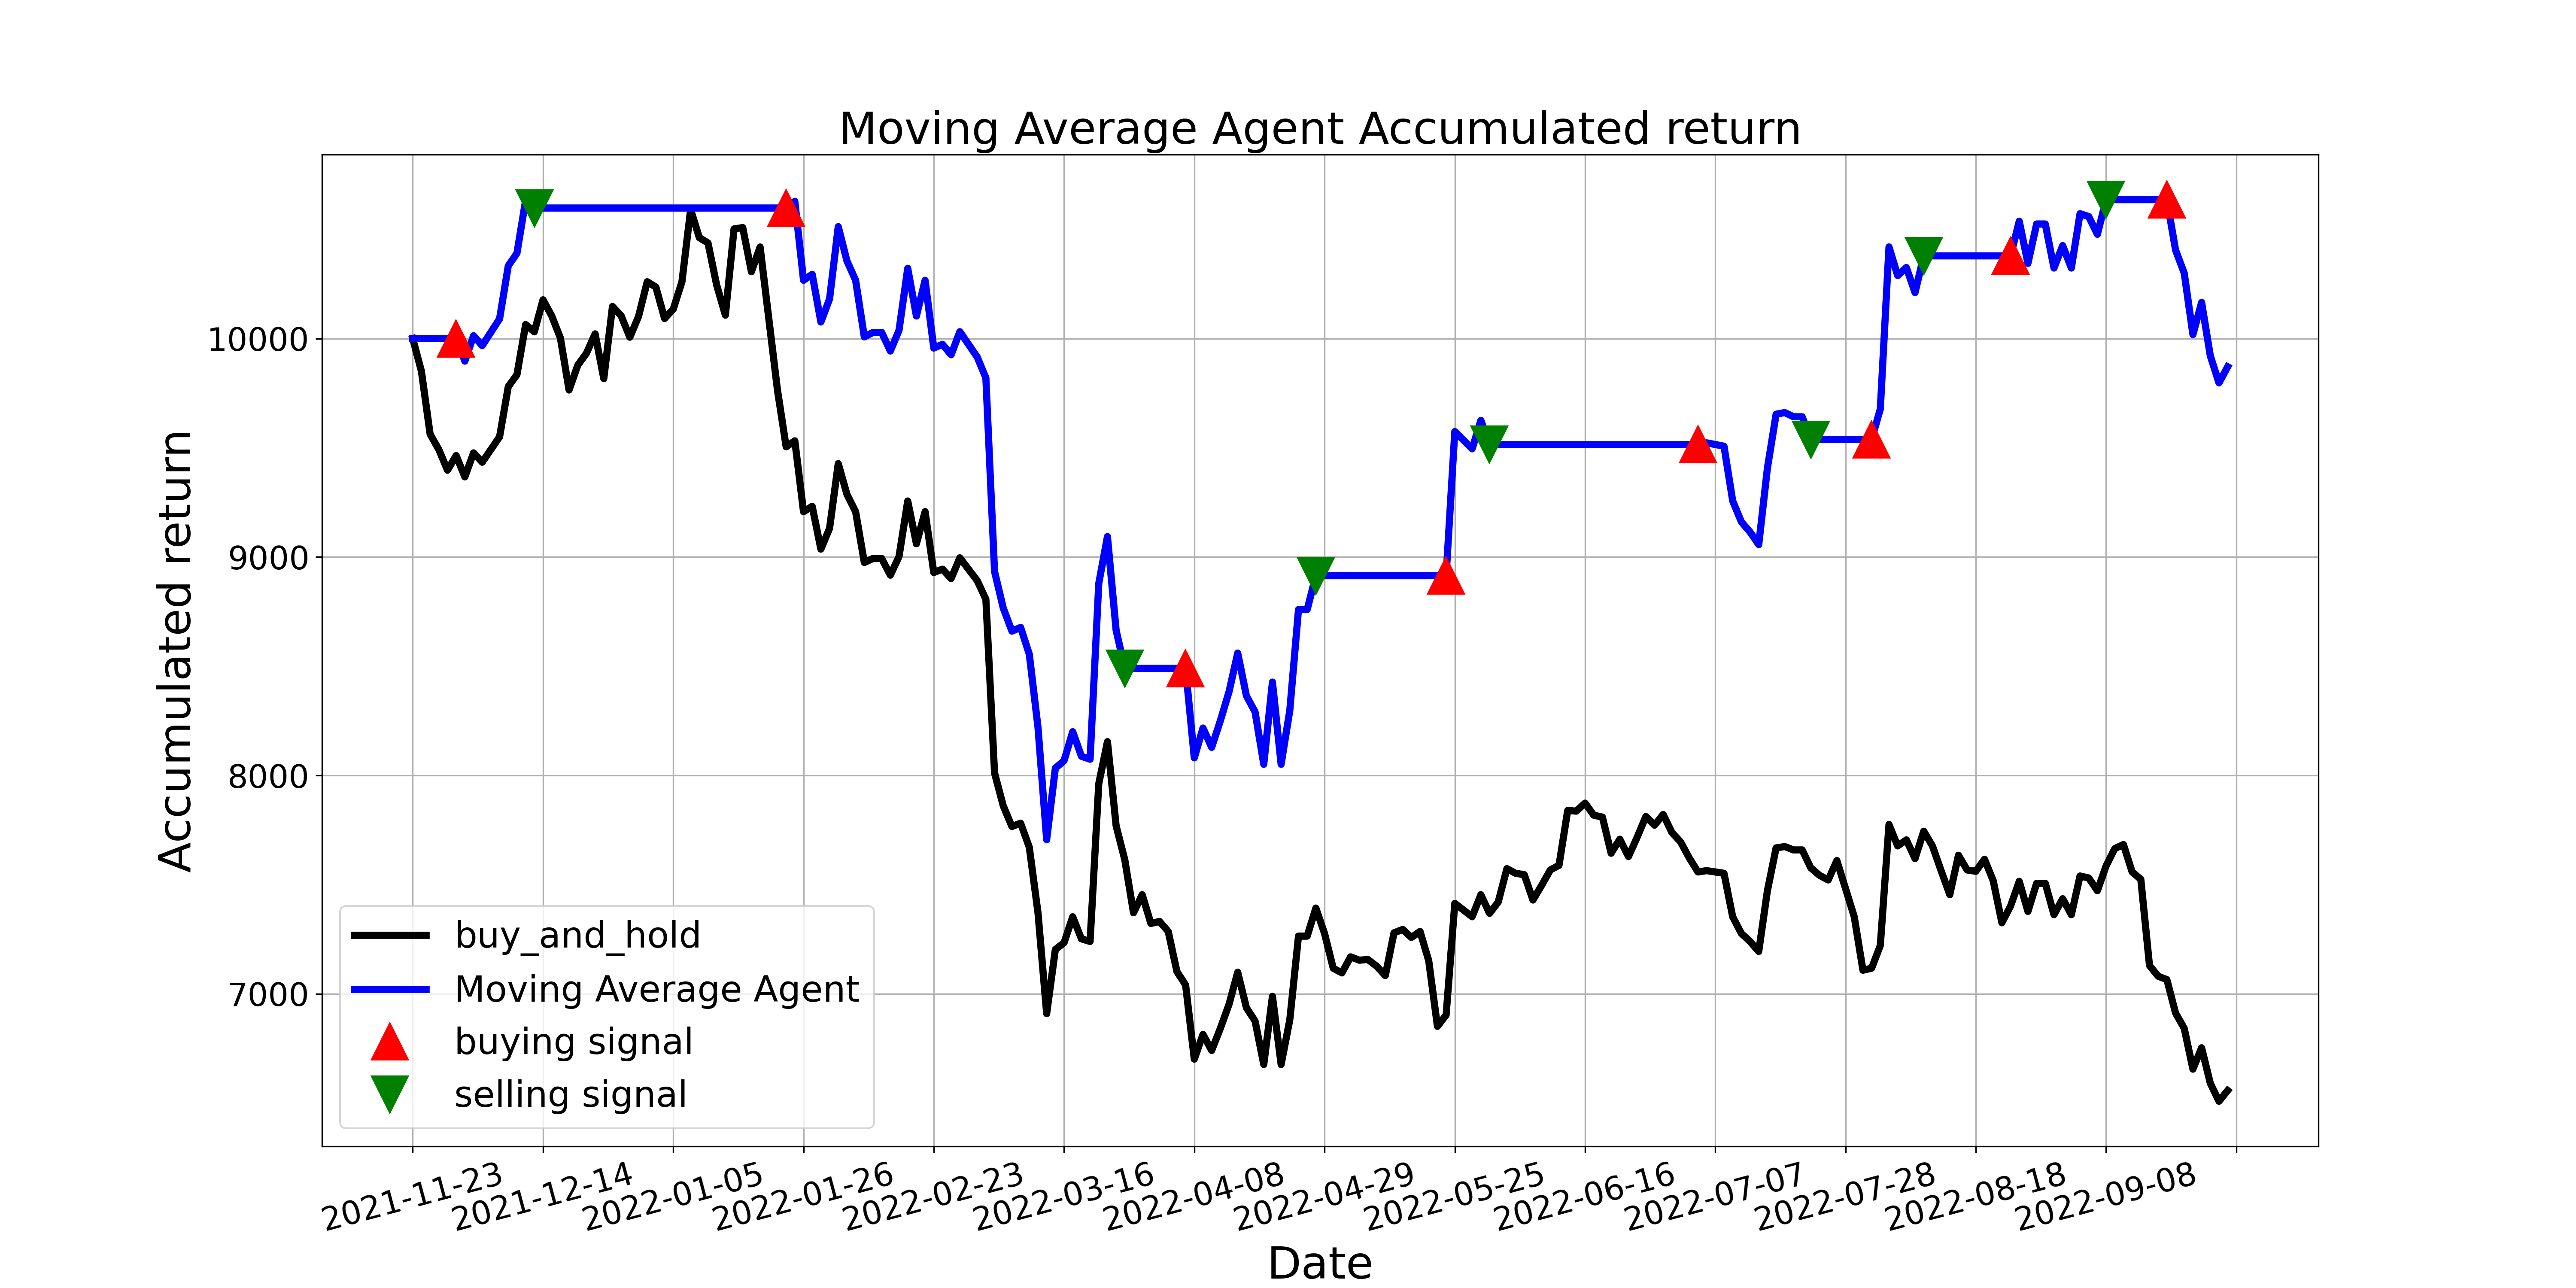 Moving Average Agent Accumulated return
Accumulated return
10000
9000
8000
7000
buy_and_hold
Moving Average Agent
buying signal
selling signal
2021-11-23
2021-12-14
2022-01-05
2022-01-26
2022-02-23
2022-03-16
2022-04-08
2022-04-29
2022-05-25
2022-06-16
2022-07-07
2022-07-28
2022-08-18
2022-09-08
Date